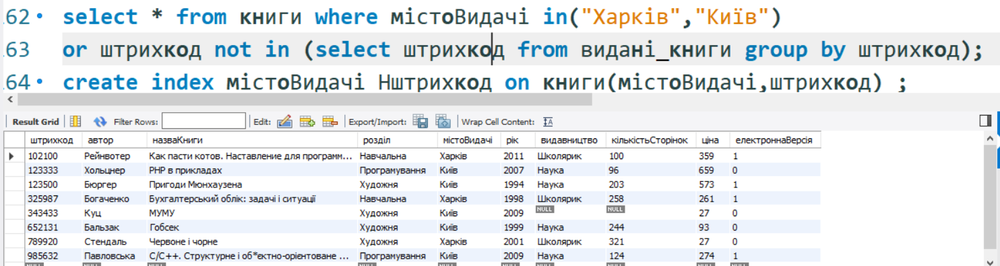 62 select * from книги where містоВидачі in("Харків","Київ")
63 or штрихкод not in (select штрихкод from видані_книги group by штрихкод);
64 create index містоВидачі_Нштрихкод on книги(містоВидачі,штрихкод) ;
Result Grid Filter Rows: Edit: Export/Import: Wrap Cell Content:
штрихкод автор назваКниги розділ містоВидачі рік видавництво кількістьСторінок ціна електроннаВерсія
102100 Рейнвотер Как пасти котов. Наставление для программ... Навчальна Харків 2011 Школярик 100 359 1
123333 Хольцнер PHP в прикладах Програмування Київ 2007 Наука 96 659 0
123500 Бюргер Пригоди Мюнхаузена Художня Київ 1994 Наука 203 573 1
325987 Богаченко Бухгалтерський облік: задачі і ситуації Навчальна Харків 1998 Школярик 258 261 1
343433 Куц МУМУ Художня Київ 2009 NULL NULL 27 0
652131 Бальзак Гобсек Художня Київ 1999 Наука 244 93 0
789920 Стендаль Червоне і чорне Художня Харків 2001 Школярик 321 27 0
985632 Павловська C/C++. Структурне і об*єктно-орієнтоване ... Програмування Київ 2009 Наука 124 274 1
NULL NULL NULL NULL NULL NULL NULL NULL NULL NULL